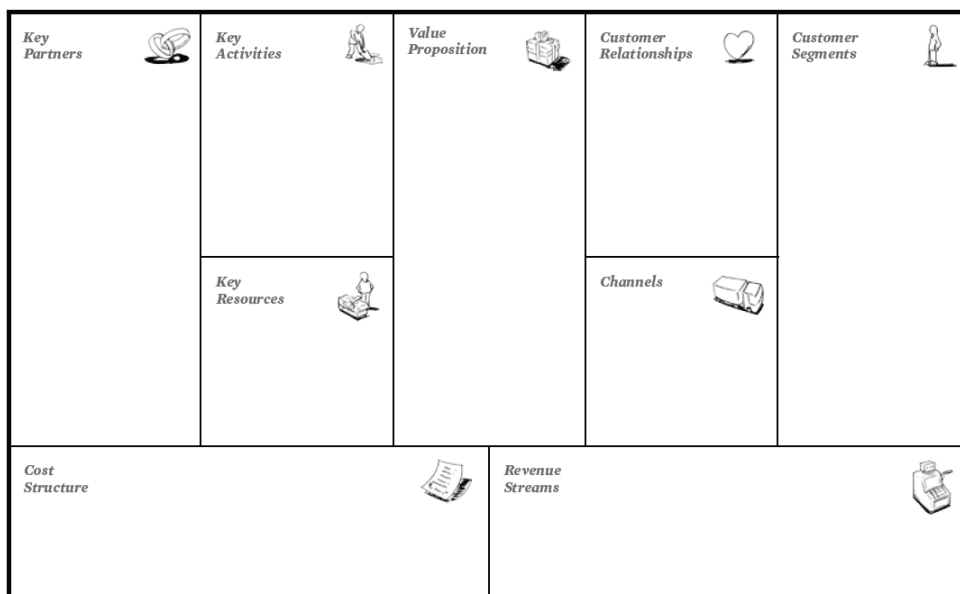 Key
Partners
Key
Activities
Value
Proposition
Customer
Relationships
Customer
Segments
Key
Resources
Channels
Cost
Structure
Revenue
Streams